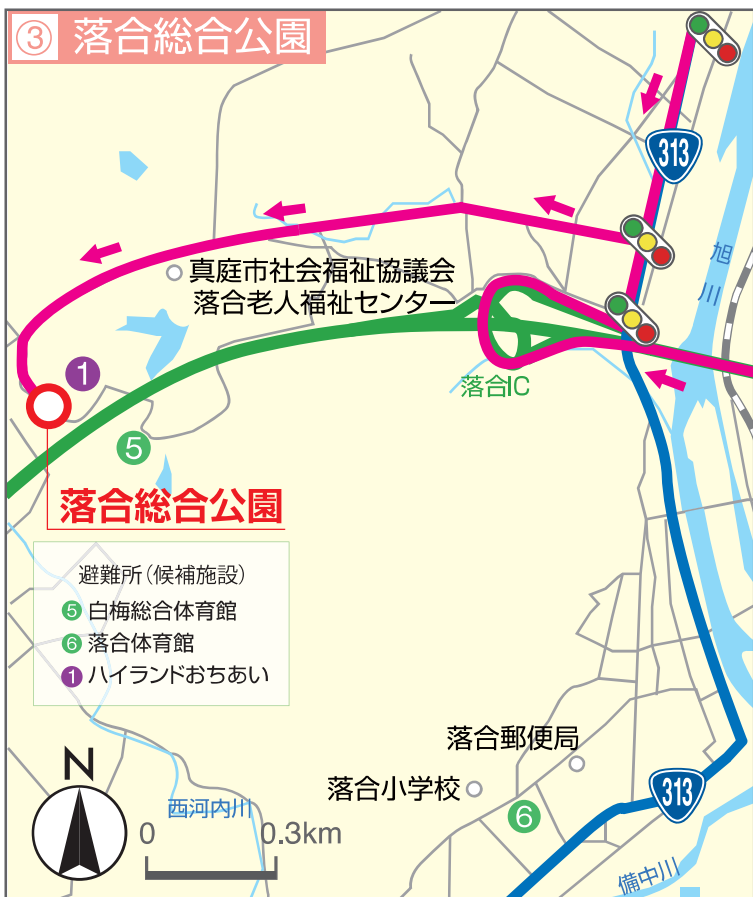 ③ 落合総合公園
313
旭川
真庭市社会福祉協議会
落合老人福祉センター
落合IC
1
5
落合総合公園
避難所（候補施設）
5 白梅総合体育館
6 落合体育館
1 ハイランドおちあい
落合郵便局
落合小学校
313
6
N
西河内川
0 0.3km
備中川